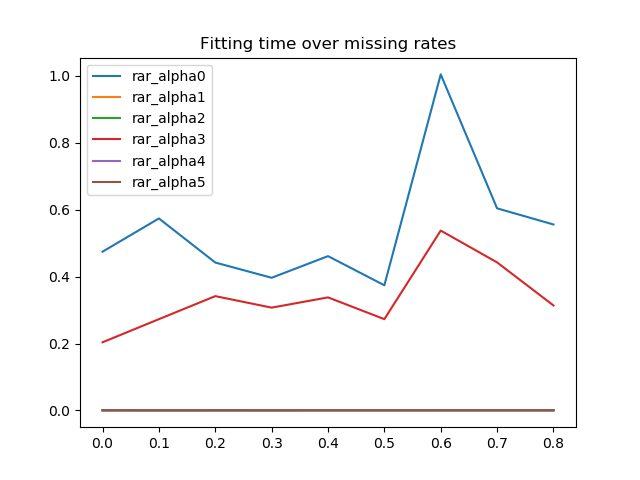 Fitting time over missing rates
rar_alpha0
rar_alpha1
rar_alpha2
rar_alpha3
rar_alpha4
rar_alpha5
1.0
0.8
0.6
0.4
0.2
0.0
0.0 0.1 0.2 0.3 0.4 0.5 0.6 0.7 0.8